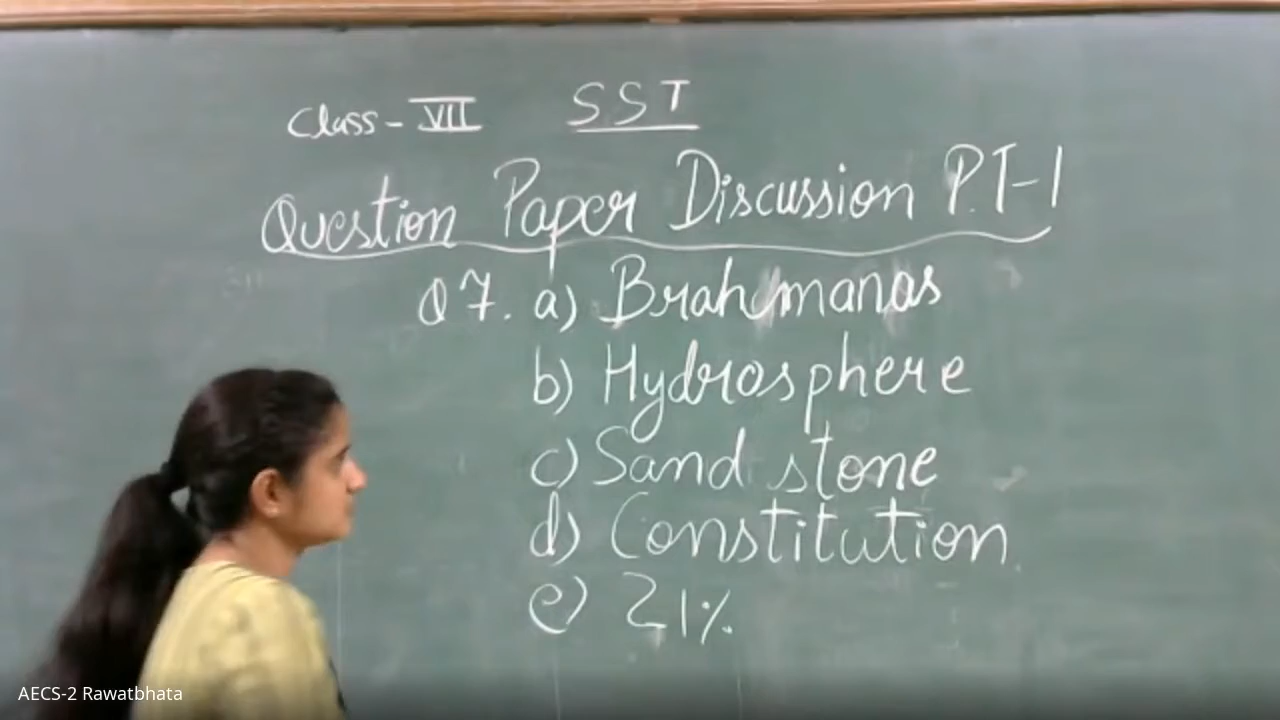 Class - VII SST
Question Paper Discussion P.T-1
Q7. a) Brahmanas
b) Hydrosphere
c) Sand stone
d) Constitution
e) 21%
AECS-2 Rawatbhata